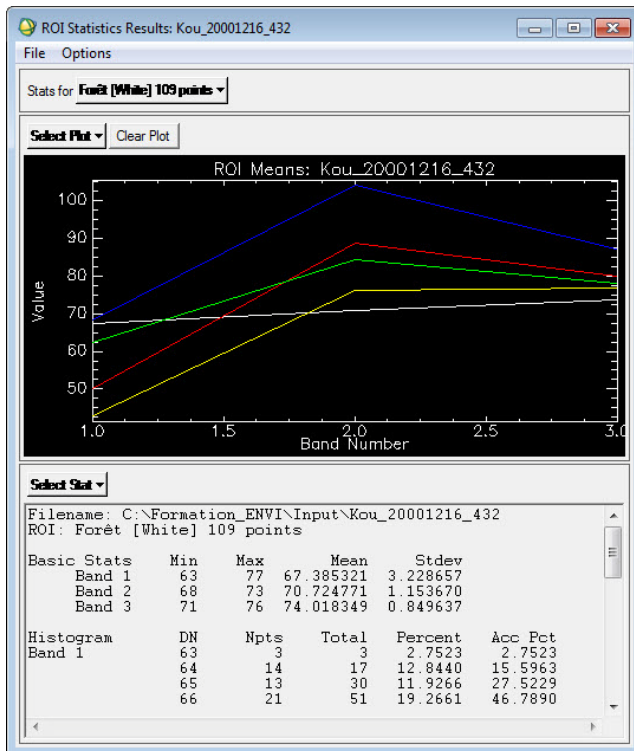 ROI Statistics Results: Kou_20001216_432
File Options
Stats for Forêt [White] 109 points
Select Plot Clear Plot
ROI Means: Kou_20001216_432
100
90
80
70
60
50
Value
1.0 1.5 2.0 2.5 3.0
Band Number
Select Stat
Filename: C:\Formation_ENVI\Input\Kou_20001216_432
ROI: Forêt [White] 109 points
Basic Stats Min Max Mean Stdev
Band 1 63 77 67.385321 3.228657
Band 2 68 73 70.724771 1.153670
Band 3 71 76 74.018349 0.849637
Histogram DN Npts Total Percent Acc Pct
Band 1 63 3 3 2.7523 2.7523
64 14 17 12.8440 15.5963
65 13 30 11.9266 27.5229
66 21 51 19.2661 46.7890